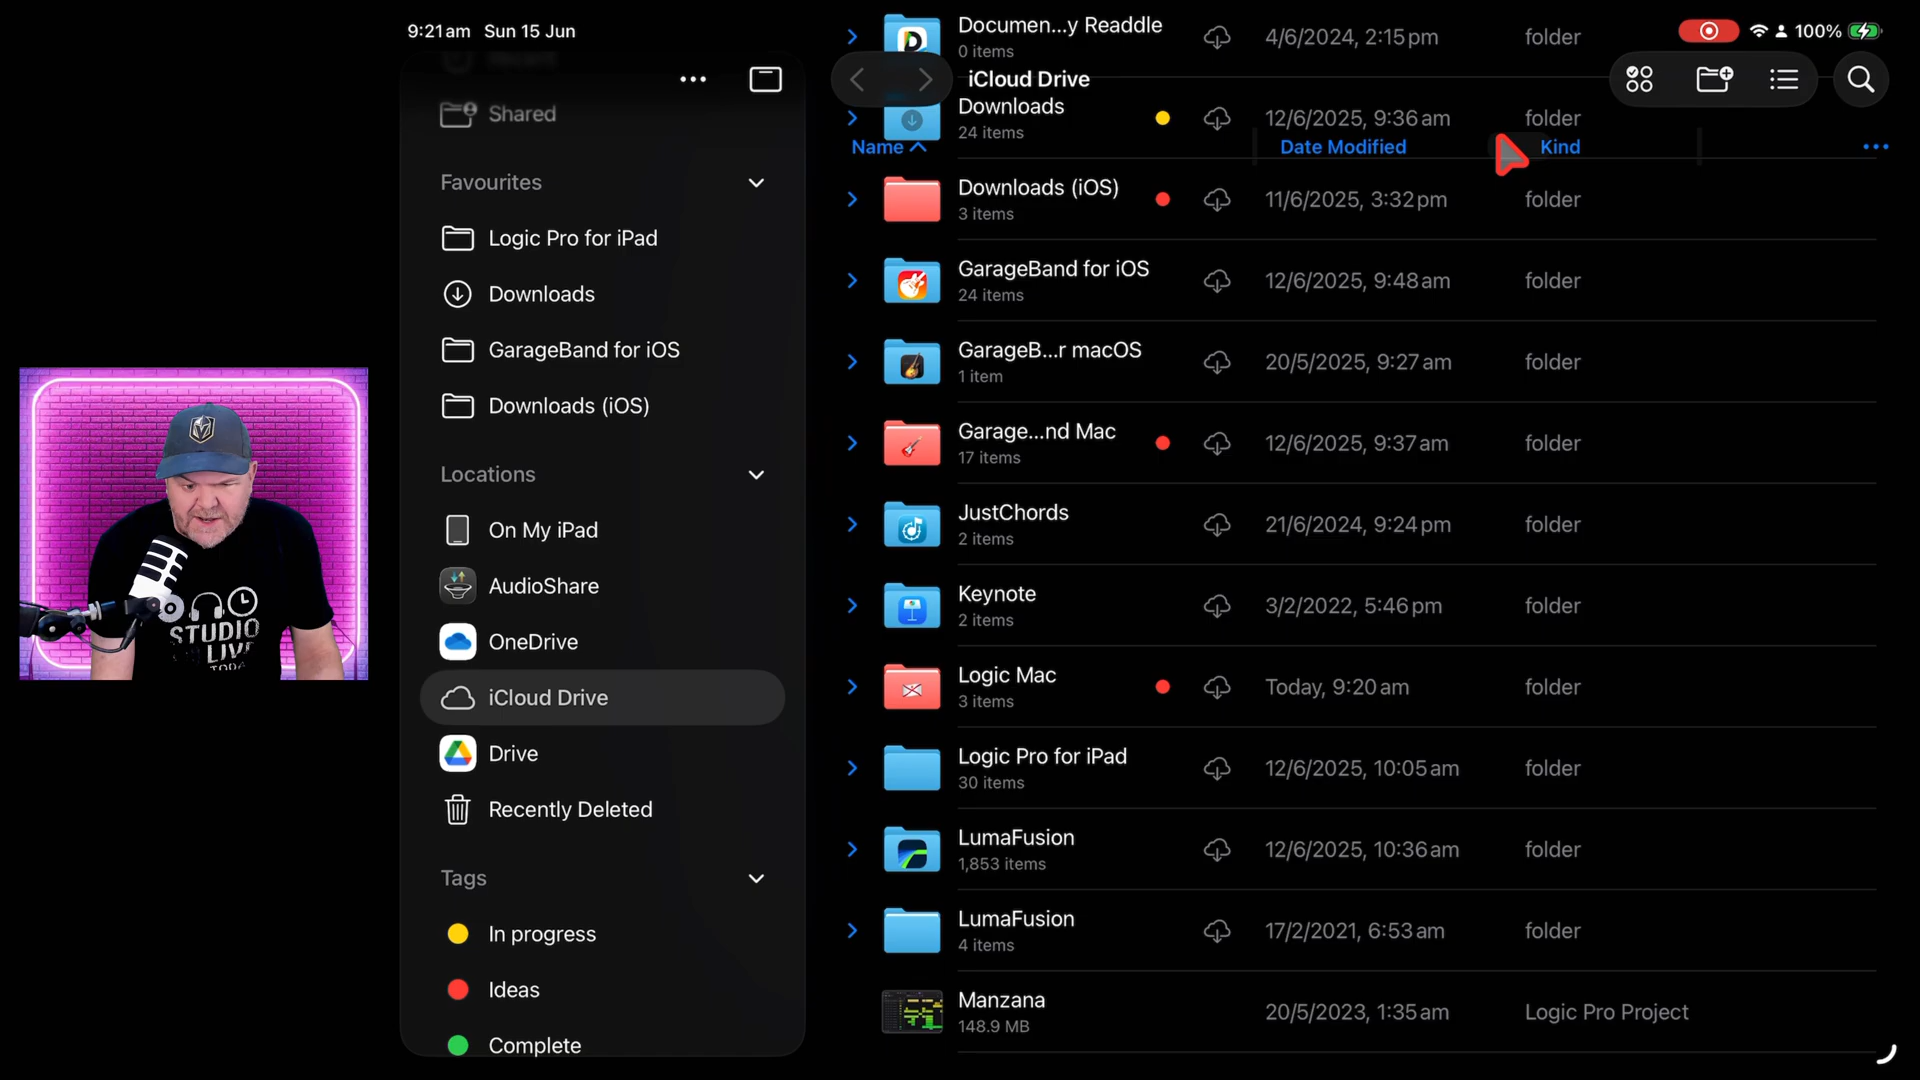 9:21 am Sun 15 Jun
100%
Shared
Favourites
Logic Pro for iPad
Downloads
GarageBand for iOS
Downloads (iOS)
Locations
On My iPad
AudioShare
OneDrive
iCloud Drive
Drive
Recently Deleted
Tags
In progress
Ideas
Complete
Documen...y Readdle 4/6/2024, 2:15 pm folder
0 items
iCloud Drive
Downloads 12/6/2025, 9:36 am folder
24 items
Name Date Modified Kind
Downloads (iOS) 11/6/2025, 3:32 pm folder
3 items
GarageBand for iOS 12/6/2025, 9:48 am folder
24 items
GarageB...r macOS 20/5/2025, 9:27 am folder
1 item
Garage...nd Mac 12/6/2025, 9:37 am folder
17 items
JustChords 21/6/2024, 9:24 pm folder
2 items
Keynote 3/2/2022, 5:46 pm folder
2 items
Logic Mac Today, 9:20 am folder
3 items
Logic Pro for iPad 12/6/2025, 10:05 am folder
30 items
LumaFusion 12/6/2025, 10:36 am folder
1,853 items
LumaFusion 17/2/2021, 6:53 am folder
4 items
Manzana 20/5/2023, 1:35 am Logic Pro Project
148.9 MB
STUDIO
LIVE